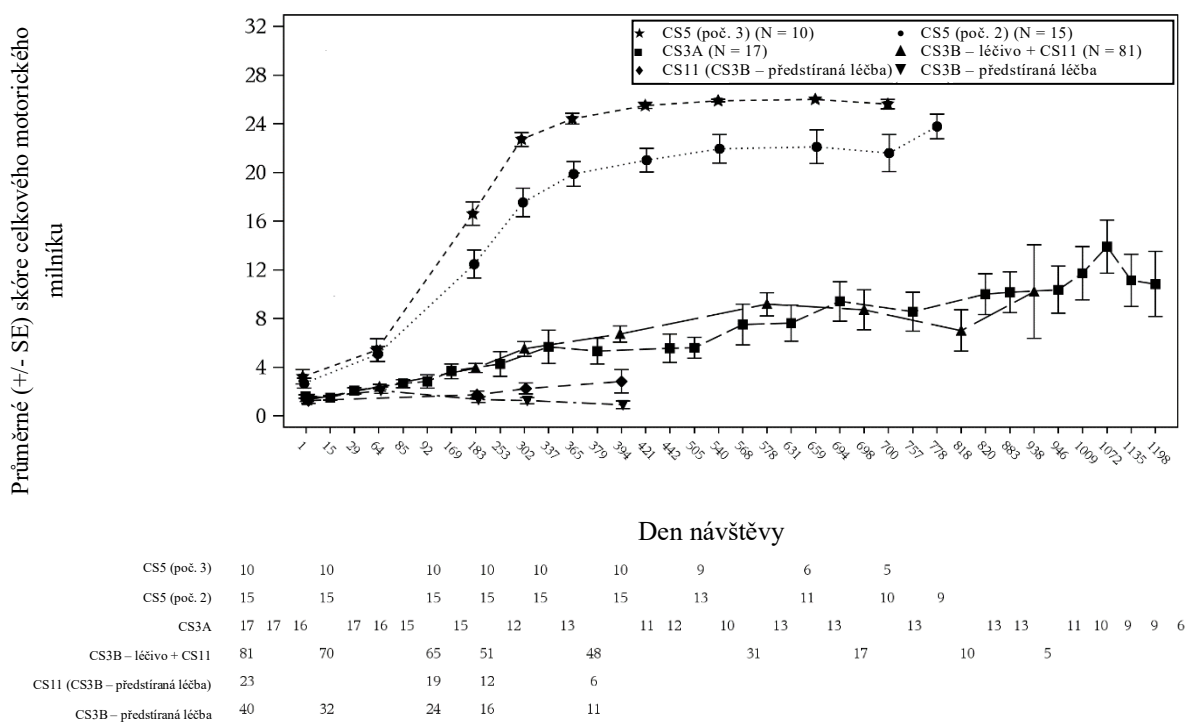 Průměrné (+/- SE) skóre celkového motorického
milníku
32
28
24
20
16
12
8
4
0
CS5 (poč. 3) (N = 10)
CS5 (poč. 2) (N = 15)
CS3A (N = 17)
CS3B – léčivo + CS11 (N = 81)
CS11 (CS3B – předstíraná léčba)
CS3B – předstíraná léčba
1 15 29 64 85 92 169 183 253 302 337 365 379 394 421 442 505 540 568 578 631 659 694 698 700 757 778 818 820 883 938 946 1009 1072 1135 1198
Den návštěvy
CS5 (poč. 3) 10 10 10 10 10 10 9 6 5
CS5 (poč. 2) 15 15 15 15 15 15 13 11 10 9
CS3A 17 17 16 17 16 15 15 12 13 11 12 10 13 13 13 13 13 11 10 9 9 6
CS3B – léčivo + CS11 81 70 65 51 48 31 17 10 5
CS11 (CS3B – předstíraná léčba) 23 19 12 6
CS3B – předstíraná léčba 40 32 24 16 11